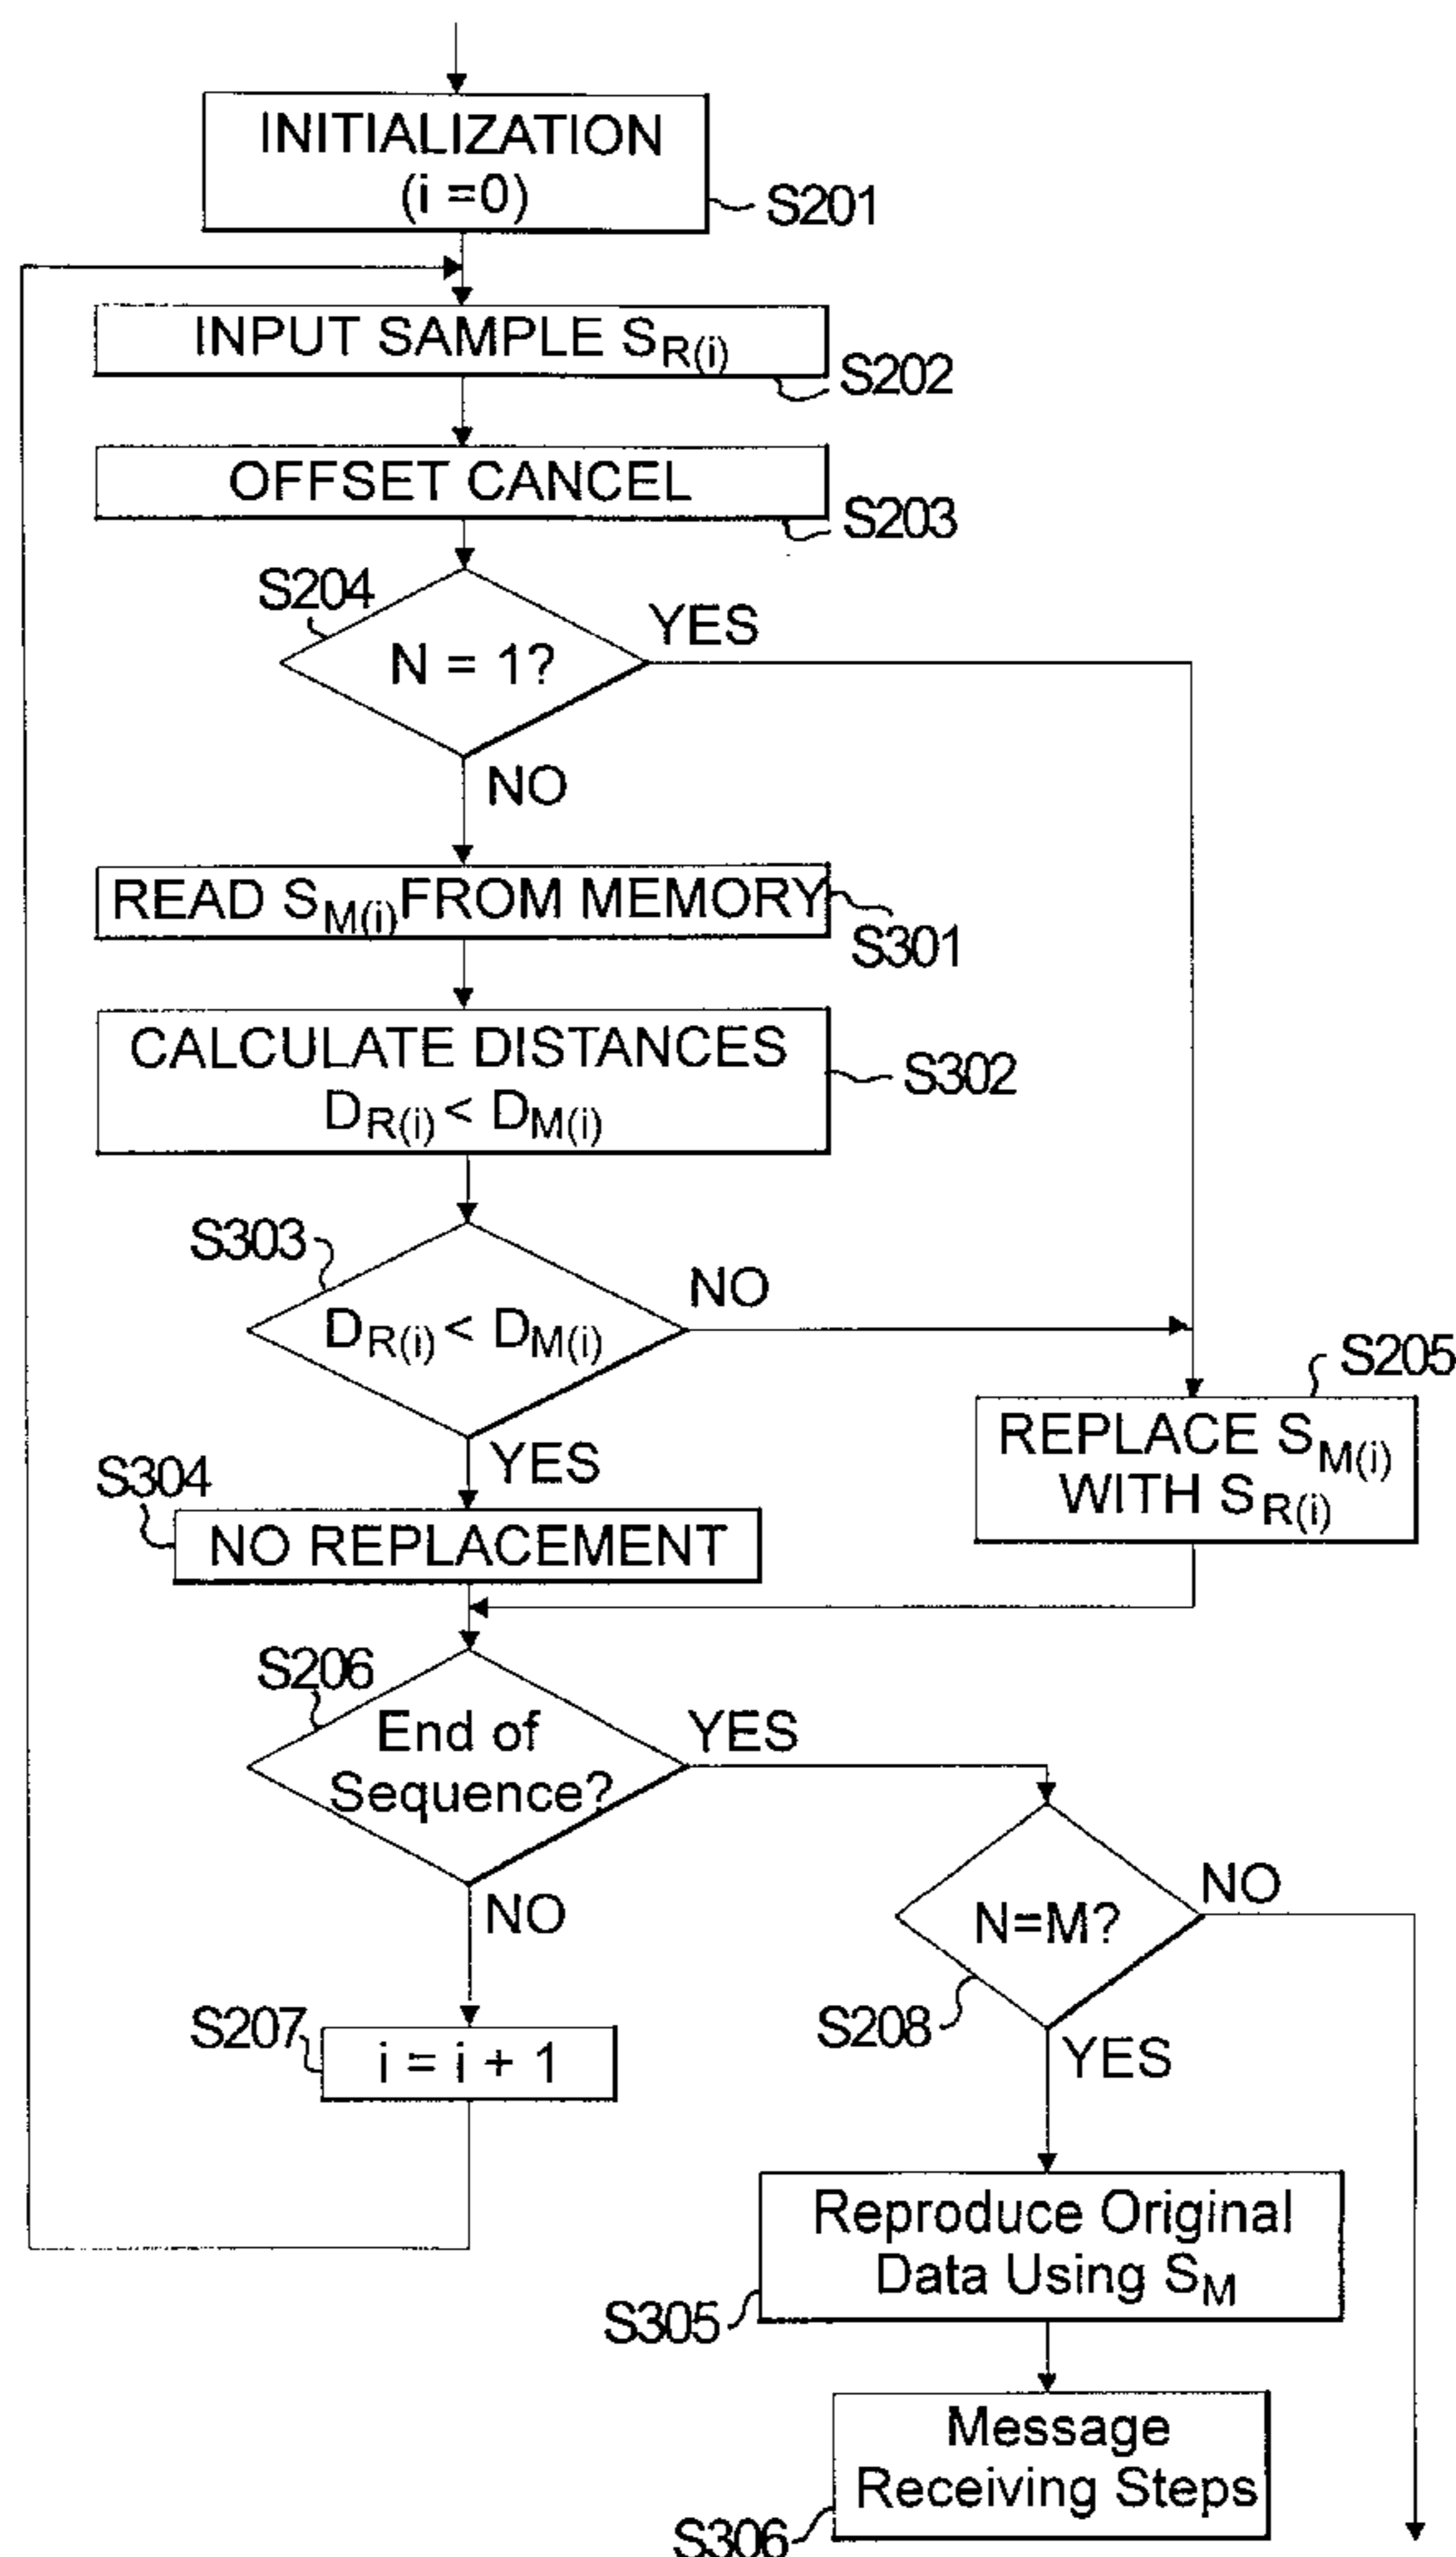 INITIALIZATION
(i =0)
S201
INPUT SAMPLE SR(i)
S202
OFFSET CANCEL
S203
S204
N = 1?
YES
NO
READ SM(i) FROM MEMORY
S301
CALCULATE DISTANCES
DR(i) < DM(i)
S302
S303
DR(i) < DM(i)
NO
YES
S205
REPLACE SM(i)
WITH SR(i)
S304
NO REPLACEMENT
S206
End of
Sequence?
YES
NO
N=M?
NO
S208
YES
S207
i = i + 1
Reproduce Original
Data Using SM
S305
Message
Receiving Steps
S306